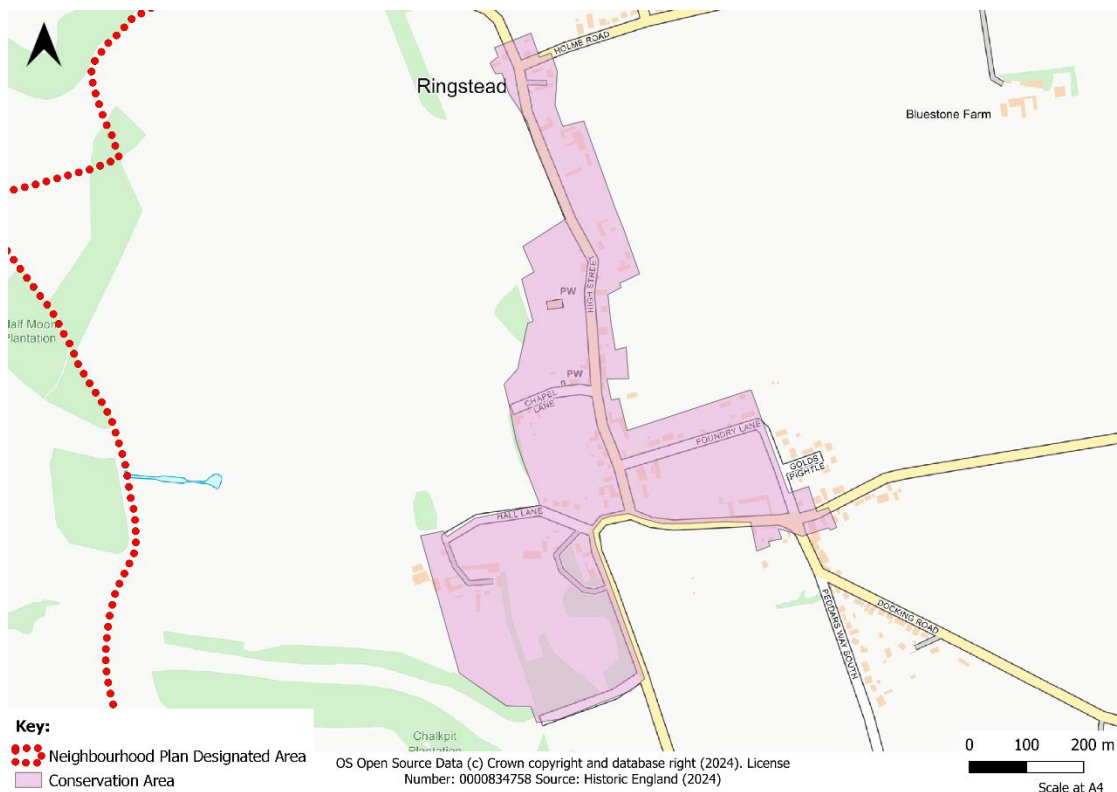 HOLME ROAD
Ringstead
Bluestone Farm
HIGH STREET
PW
Half Moon
Plantation
PW
CHAPEL
LANE
FOUNDRY LANE
GOLDS
PIGHTLE
HALL LANE
PEDDARS WAY SOUTH
DOCKING ROAD
Chalkpit
Plantation
Key:
Neighbourhood Plan Designated Area
Conservation Area
OS Open Source Data (c) Crown copyright and database right (2024). License
Number: 0000834758 Source: Historic England (2024)
0 100 200 m
Scale at A4